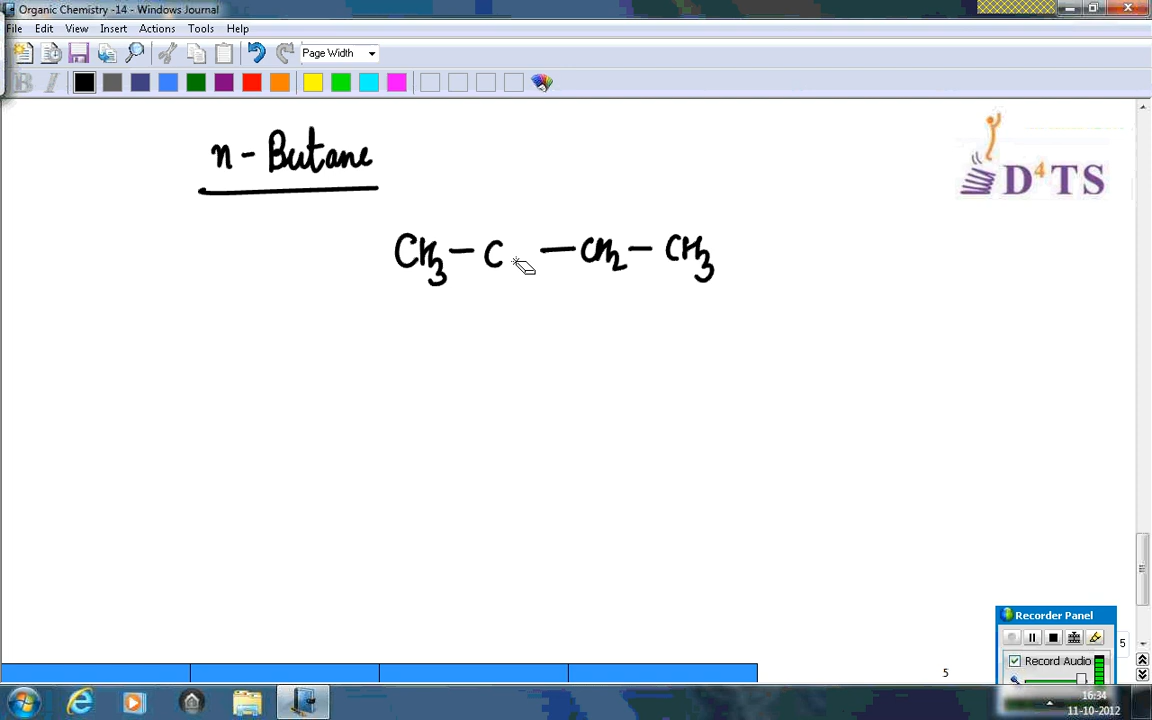 Organic Chemistry -14 - Windows Journal
File Edit View Insert Actions Tools Help
Page Width
B I
n - Butane
D4TS
CH3 - C - CH2 - CH3
Recorder Panel
5
Record Audio
5
16:34
11-10-2012